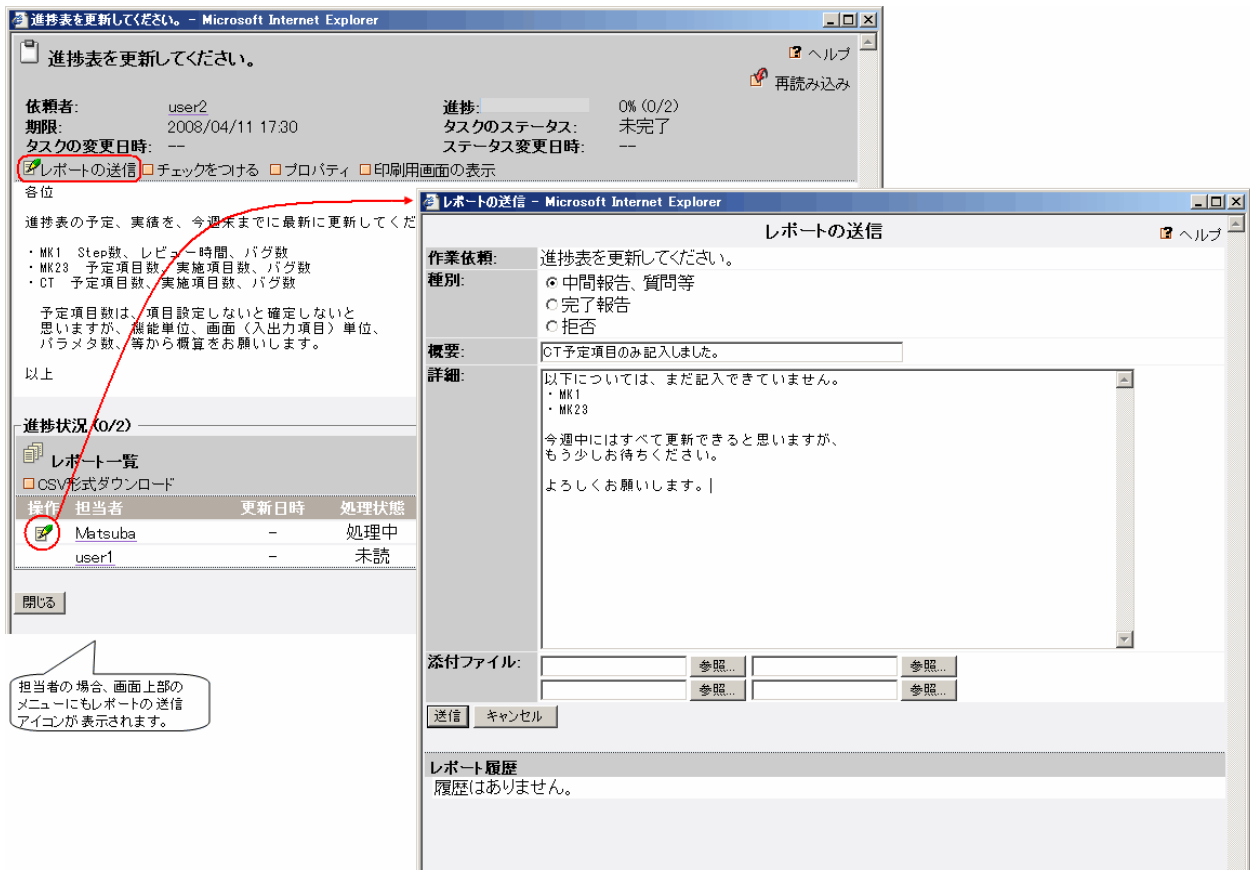 進捗表を更新してください。 - Microsoft Internet Explorer
進捗表を更新してください。
ヘルプ
再読み込み
依頼者: user2 進捗: 0% (0/2)
期限: 2008/04/11 17:30 タスクのステータス: 未完了
タスクの変更日時: -- ステータス変更日時: --
レポートの送信 チェックをつける プロパティ 印刷用画面の表示
各位
進捗表の予定、実績を、今週末までに最新に更新してくだ
・MK1 Step数、レビュー時間、バグ数
・MK23 予定項目数、実施項目数、バグ数
・CT 予定項目数、実施項目数、バグ数
予定項目数は、項目設定しないと確定しないと
思いますが、機能単位、画面（入出力項目）単位、
パラメタ数、等から概算をお願いします。
以上
進捗状況 (0/2)
レポート一覧
CSV形式ダウンロード
操作 担当者 更新日時 処理状態
Matsuba - 処理中
user1 - 未読
閉じる
担当者の場合、画面上部の
メニューにもレポートの送信
アイコンが表示されます。
レポートの送信 - Microsoft Internet Explorer
レポートの送信
ヘルプ
作業依頼: 進捗表を更新してください。
種別: 中間報告、質問等
完了報告
拒否
概要: CT予定項目のみ記入しました。
詳細: 以下については、まだ記入できていません。
・MK1
・MK23
今週中にはすべて更新できると思いますが、
もう少しお待ちください。
よろしくお願いします。
添付ファイル: 参照... 参照...
参照... 参照...
送信 キャンセル
レポート履歴
履歴はありません。